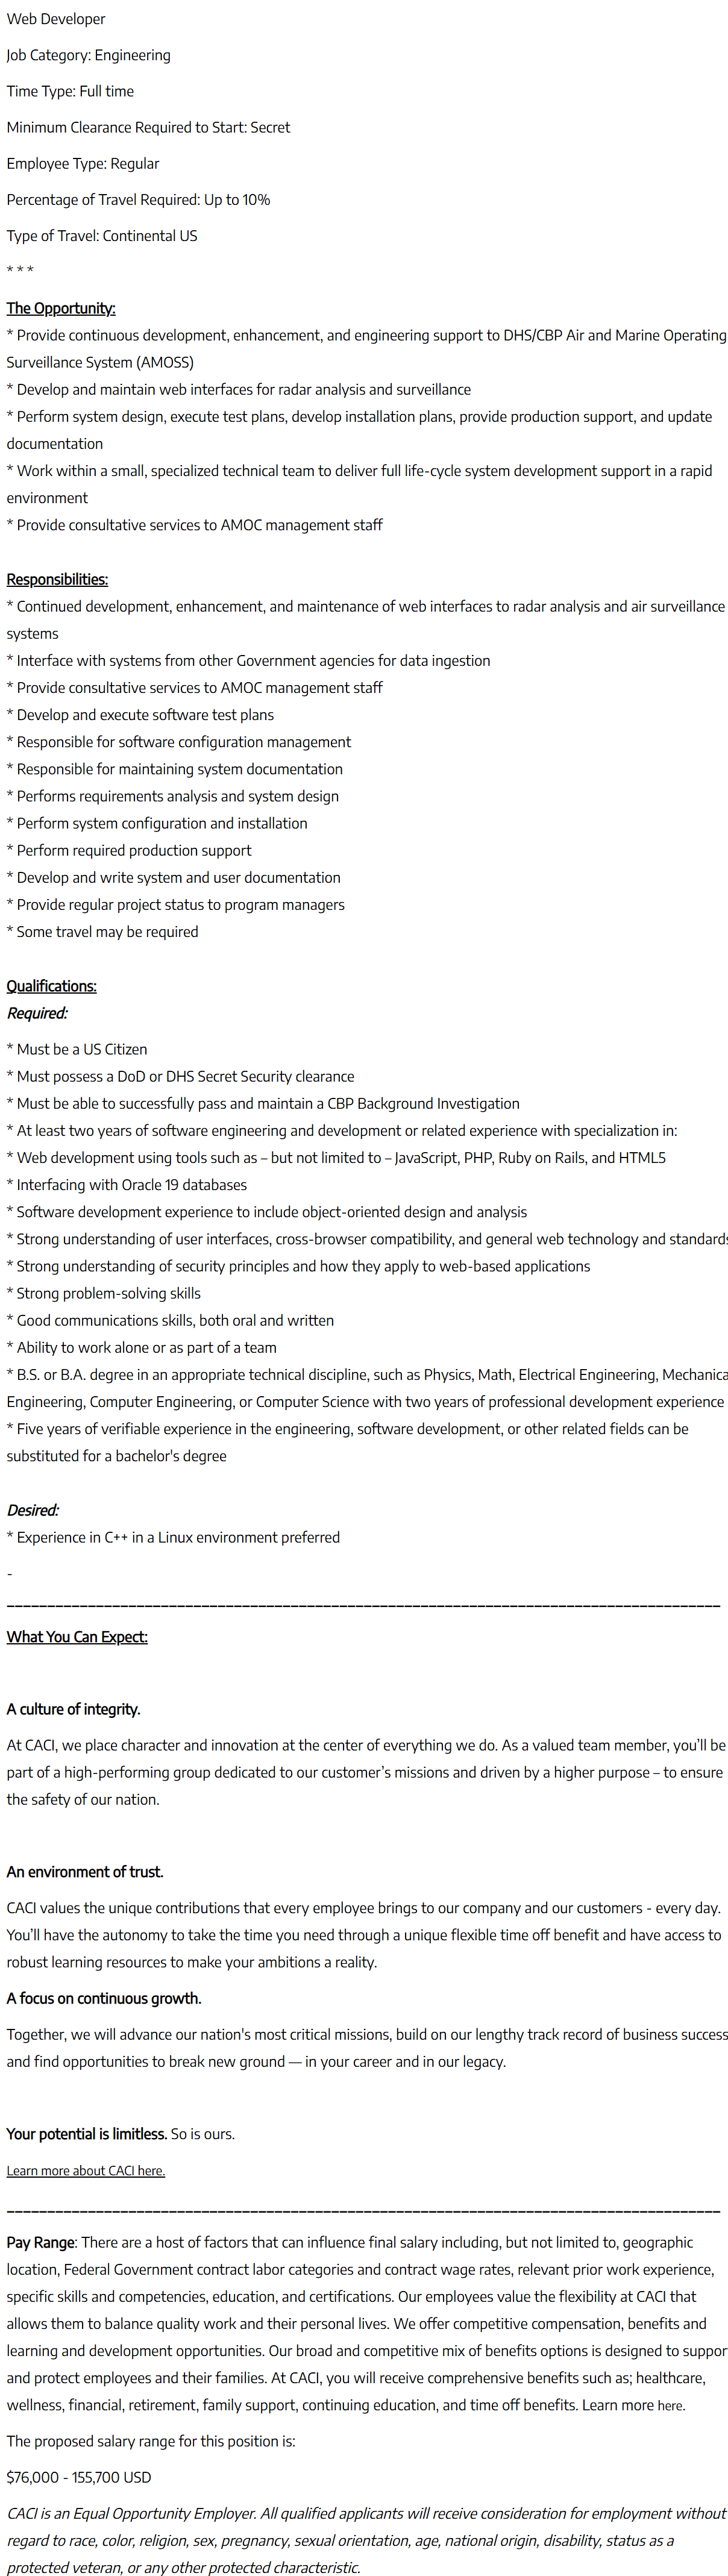 Web Developer
Job Category: Engineering
Time Type: Full time
Minimum Clearance Required to Start: Secret
Employee Type: Regular
Percentage of Travel Required: Up to 10%
Type of Travel: Continental US
* * *
The Opportunity:
* Provide continuous development, enhancement, and engineering support to DHS/CBP Air and Marine Operating
Surveillance System (AMOSS)
* Develop and maintain web interfaces for radar analysis and surveillance
* Perform system design, execute test plans, develop installation plans, provide production support, and update
documentation
* Work within a small, specialized technical team to deliver full life-cycle system development support in a rapid
environment
* Provide consultative services to AMOC management staff
Responsibilities:
* Continued development, enhancement, and maintenance of web interfaces to radar analysis and air surveillance
systems
* Interface with systems from other Government agencies for data ingestion
* Provide consultative services to AMOC management staff
* Develop and execute software test plans
* Responsible for software configuration management
* Responsible for maintaining system documentation
* Performs requirements analysis and system design
* Perform system configuration and installation
* Perform required production support
* Develop and write system and user documentation
* Provide regular project status to program managers
* Some travel may be required
Qualifications:
Required:
* Must be a US Citizen
* Must possess a DoD or DHS Secret Security clearance
* Must be able to successfully pass and maintain a CBP Background Investigation
* At least two years of software engineering and development or related experience with specialization in:
* Web development using tools such as – but not limited to – JavaScript, PHP, Ruby on Rails, and HTML5
* Interfacing with Oracle 19 databases
* Software development experience to include object-oriented design and analysis
* Strong understanding of user interfaces, cross-browser compatibility, and general web technology and standards
* Strong understanding of security principles and how they apply to web-based applications
* Strong problem-solving skills
* Good communications skills, both oral and written
* Ability to work alone or as part of a team
* B.S. or B.A. degree in an appropriate technical discipline, such as Physics, Math, Electrical Engineering, Mechanica
Engineering, Computer Engineering, or Computer Science with two years of professional development experience
* Five years of verifiable experience in the engineering, software development, or other related fields can be
substituted for a bachelor's degree
Desired:
* Experience in C++ in a Linux environment preferred
-
________________________________________________________________________________________
What You Can Expect:
A culture of integrity.
At CACI, we place character and innovation at the center of everything we do. As a valued team member, you’ll be
part of a high-performing group dedicated to our customer’s missions and driven by a higher purpose – to ensure
the safety of our nation.
An environment of trust.
CACI values the unique contributions that every employee brings to our company and our customers - every day.
You’ll have the autonomy to take the time you need through a unique flexible time off benefit and have access to
robust learning resources to make your ambitions a reality.
A focus on continuous growth.
Together, we will advance our nation's most critical missions, build on our lengthy track record of business success
and find opportunities to break new ground — in your career and in our legacy.
Your potential is limitless. So is ours.
Learn more about CACI here.
________________________________________________________________________________________
Pay Range: There are a host of factors that can influence final salary including, but not limited to, geographic
location, Federal Government contract labor categories and contract wage rates, relevant prior work experience,
specific skills and competencies, education, and certifications. Our employees value the flexibility at CACI that
allows them to balance quality work and their personal lives. We offer competitive compensation, benefits and
learning and development opportunities. Our broad and competitive mix of benefits options is designed to suppor
and protect employees and their families. At CACI, you will receive comprehensive benefits such as; healthcare,
wellness, financial, retirement, family support, continuing education, and time off benefits. Learn more here.
The proposed salary range for this position is:
$76,000 - 155,700 USD
CACI is an Equal Opportunity Employer. All qualified applicants will receive consideration for employment without
regard to race, color, religion, sex, pregnancy, sexual orientation, age, national origin, disability, status as a
protected veteran, or any other protected characteristic.